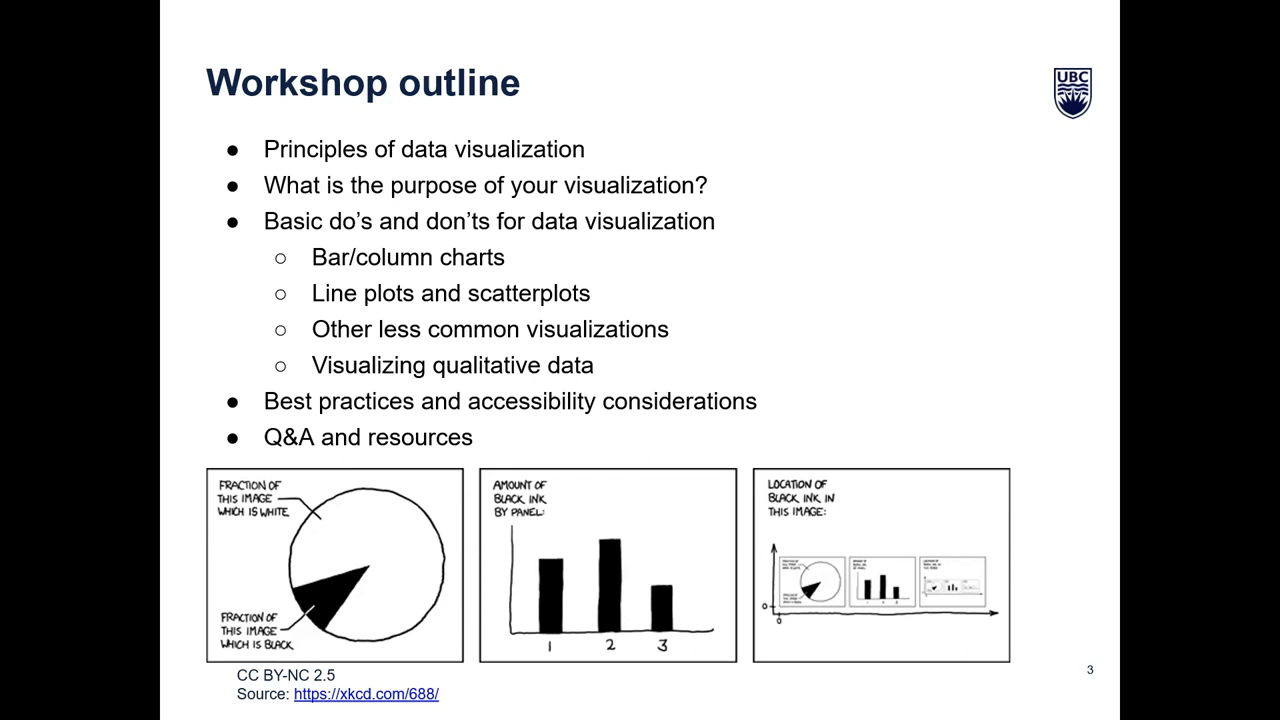 Workshop outline
UBC
● Principles of data visualization
● What is the purpose of your visualization?
● Basic do’s and don’ts for data visualization
○ Bar/column charts
○ Line plots and scatterplots
○ Other less common visualizations
○ Visualizing qualitative data
● Best practices and accessibility considerations
● Q&A and resources
FRACTION OF
THIS IMAGE
WHICH IS WHITE
FRACTION OF
THIS IMAGE
WHICH IS BLACK
AMOUNT OF
BLACK INK
BY PANEL:
1 2 3
LOCATION OF
BLACK INK IN
THIS IMAGE:
0
0
CC BY-NC 2.5
Source: https://xkcd.com/688/
3